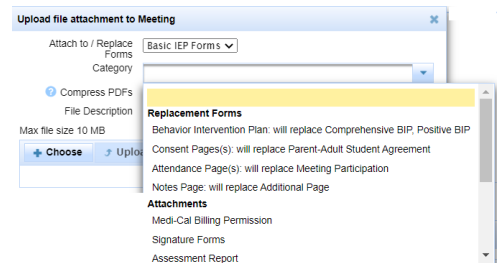 Upload file attachment to Meeting
Attach to / Replace
Forms
Basic IEP Forms
Category
Compress PDFs
File Description
Max file size 10 MB
Choose
Replacement Forms
Behavior Intervention Plan: will replace Comprehensive BIP, Positive BIP
Consent Pages(s): will replace Parent-Adult Student Agreement
Attendance Page(s): will replace Meeting Participation
Notes Page: will replace Additional Page
Attachments
Medi-Cal Billing Permission
Signature Forms
Assessment Report